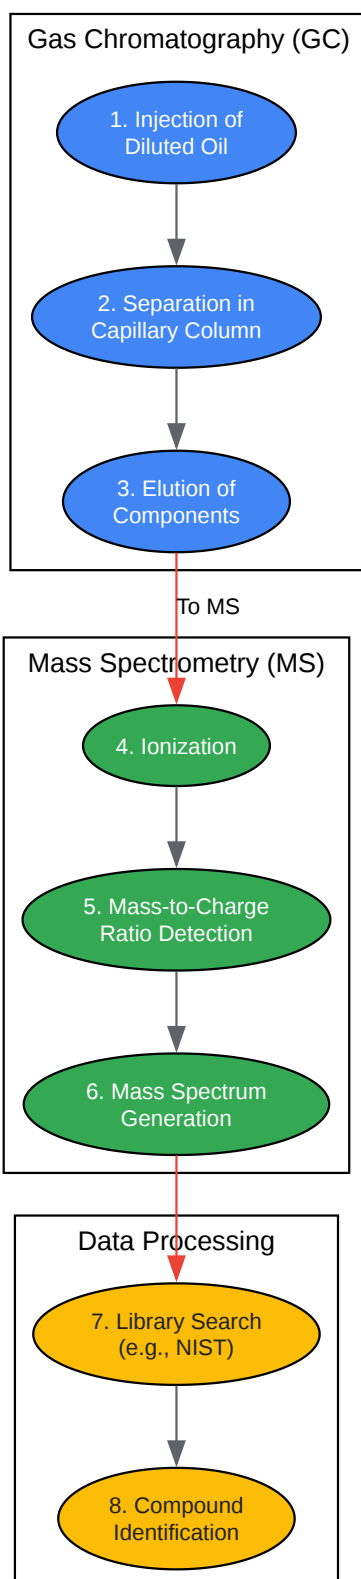 Gas Chromatography (GC)
1. Injection of
Diluted Oil
2. Separation in
Capillary Column
3. Elution of
Components
To MS
Mass Spectrometry (MS)
4. Ionization
5. Mass-to-Charge
Ratio Detection
6. Mass Spectrum
Generation
Data Processing
7. Library Search
(e.g., NIST)
8. Compound
Identification